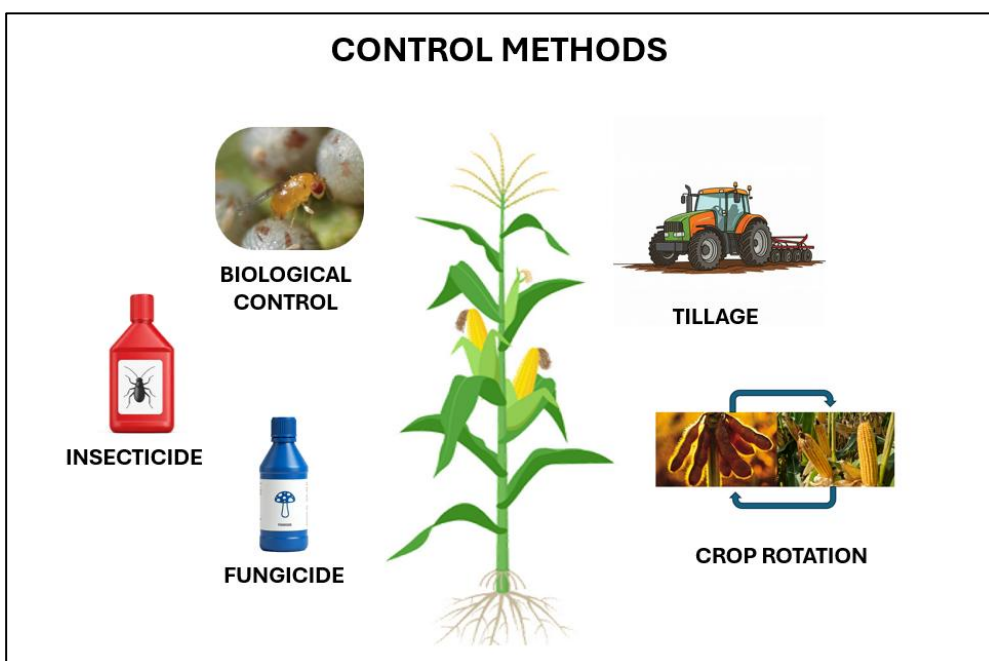 CONTROL METHODS
BIOLOGICAL
CONTROL
TILLAGE
INSECTICIDE
FUNGICIDE
CROP ROTATION